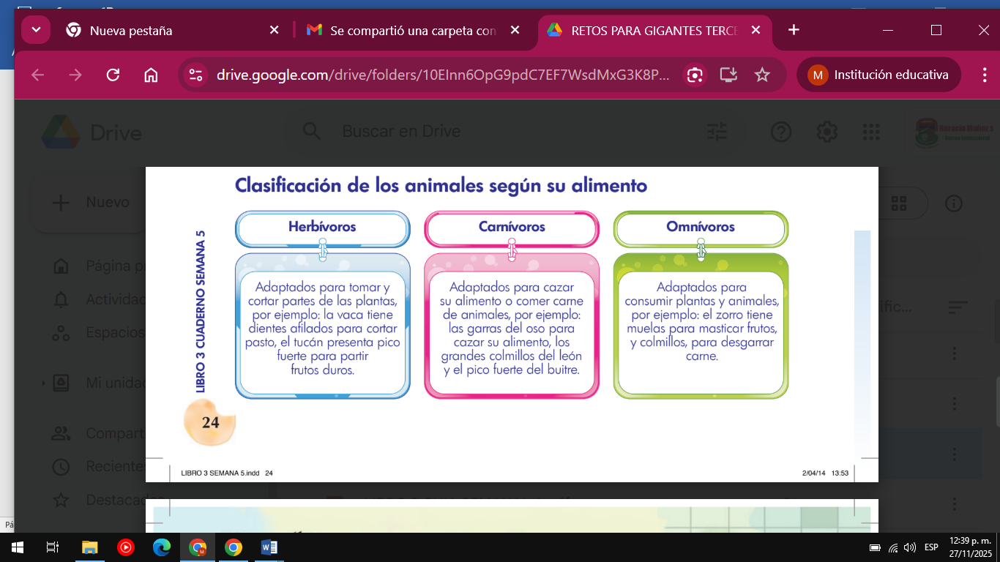 Nueva pestaña
Se compartió una carpeta con
RETOS PARA GIGANTES TERCE
drive.google.com/drive/folders/10EInn6OpG9pdC7EF7WsdMxG3K8P...
M
Institución educativa
Drive
Buscar en Drive
Nuevo
Página pr
Actividad
Espacios
Mi unidad
Comparti
Recientes
Destacados
Clasificación de los animales según su alimento
LIBRO 3 CUADERNO SEMANA 5
Herbívoros
Adaptados para tomar y
cortar partes de las plantas,
por ejemplo: la vaca tiene
dientes afilados para cortar
pasto, el tucán presenta pico
fuerte para partir
frutos duros.
Carnívoros
Adaptados para cazar
su alimento o comer carne
de animales, por ejemplo:
las garras del oso para
cazar su alimento, los
grandes colmillos del león
y el pico fuerte del buitre.
Omnívoros
Adaptados para
consumir plantas y animales,
por ejemplo: el zorro tiene
muelas para masticar frutos,
y colmillos, para desgarrar
carne.
24
LIBRO 3 SEMANA 5.indd 24
2/04/14 13:53
ific...
Pá
ESP
12:39 p. m.
27/11/2025